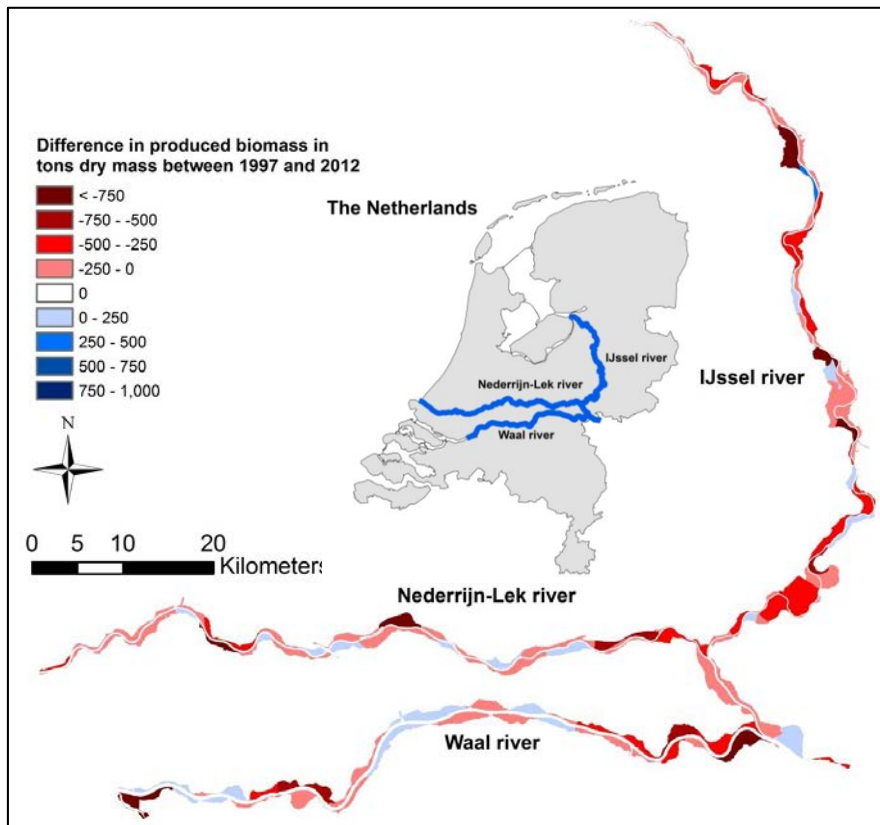 Difference in produced biomass in
tons dry mass between 1997 and 2012
< -750
-750 - -500
-500 - -250
-250 - 0
0
0 - 250
250 - 500
500 - 750
750 - 1,000
N
0 5 10 20
Kilometers
The Netherlands
IJssel river
Nederrijn-Lek river
Waal river
IJssel river
Nederrijn-Lek river
Waal river